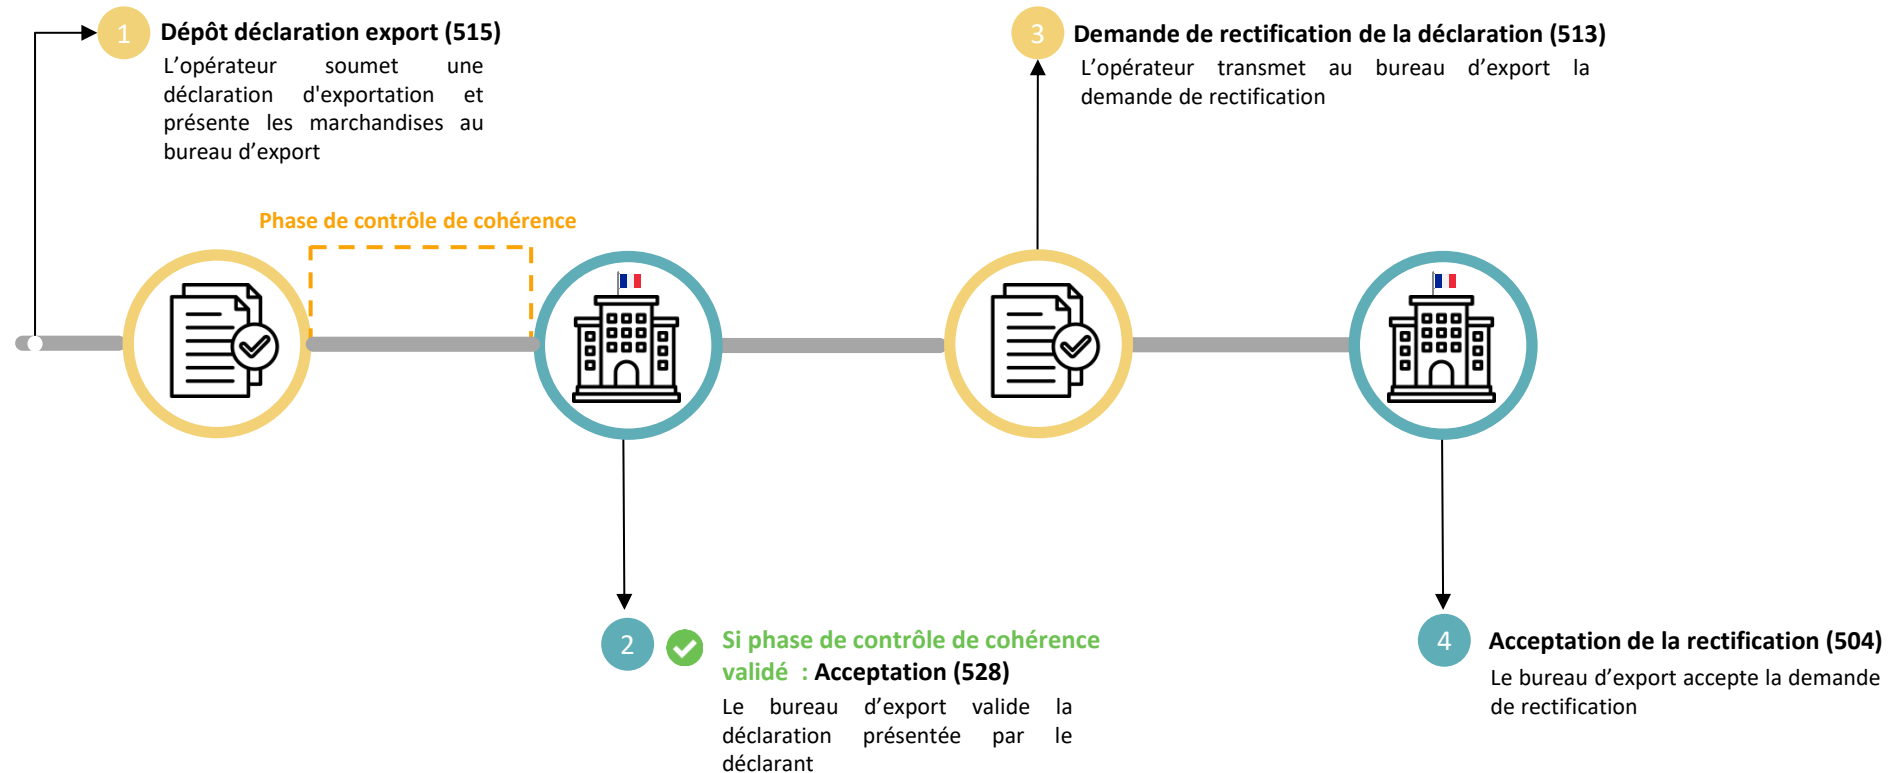 1
Dépôt déclaration export (515)
L’opérateur soumet une
déclaration d'exportation et
présente les marchandises au
bureau d’export
Phase de contrôle de cohérence
2
Si phase de contrôle de cohérence
validé : Acceptation (528)
Le bureau d’export valide la
déclaration présentée par le
déclarant
3
Demande de rectification de la déclaration (513)
L’opérateur transmet au bureau d’export la
demande de rectification
4
Acceptation de la rectification (504)
Le bureau d’export accepte la demande
de rectification